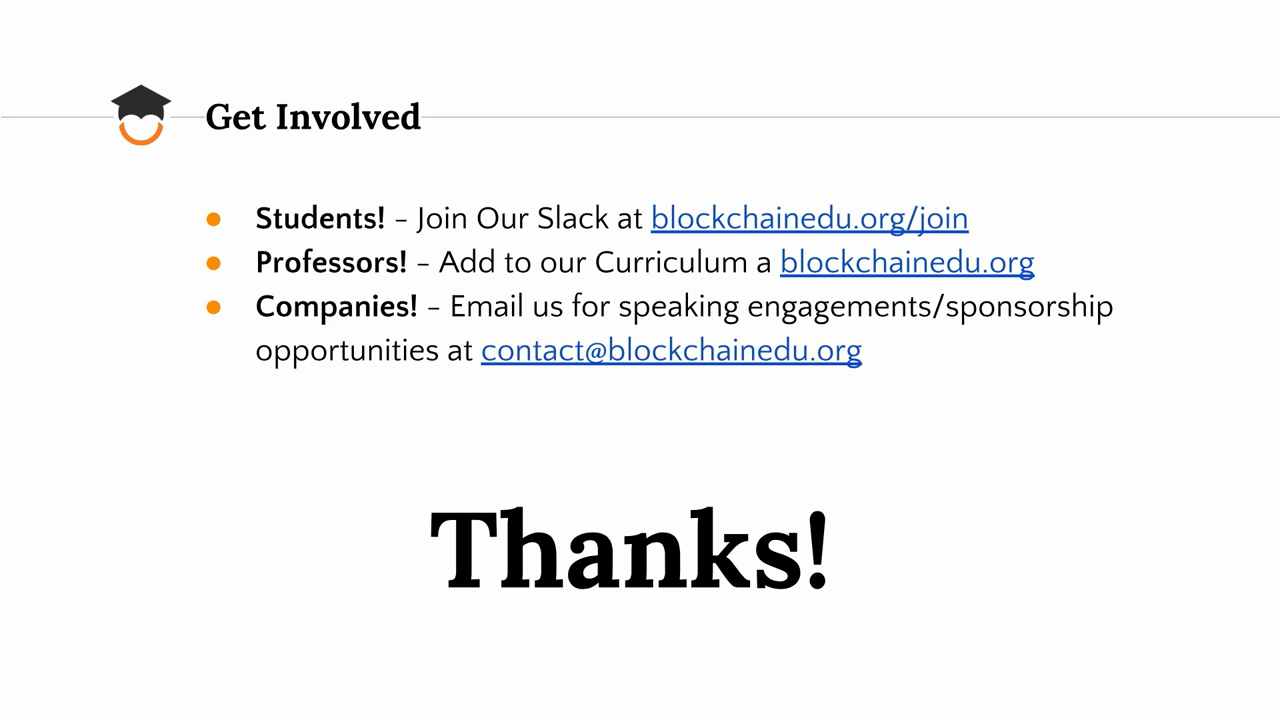 Get Involved
● Students! – Join Our Slack at blockchainedu.org/join
● Professors! – Add to our Curriculum a blockchainedu.org
● Companies! – Email us for speaking engagements/sponsorship
opportunities at contact@blockchainedu.org
Thanks!